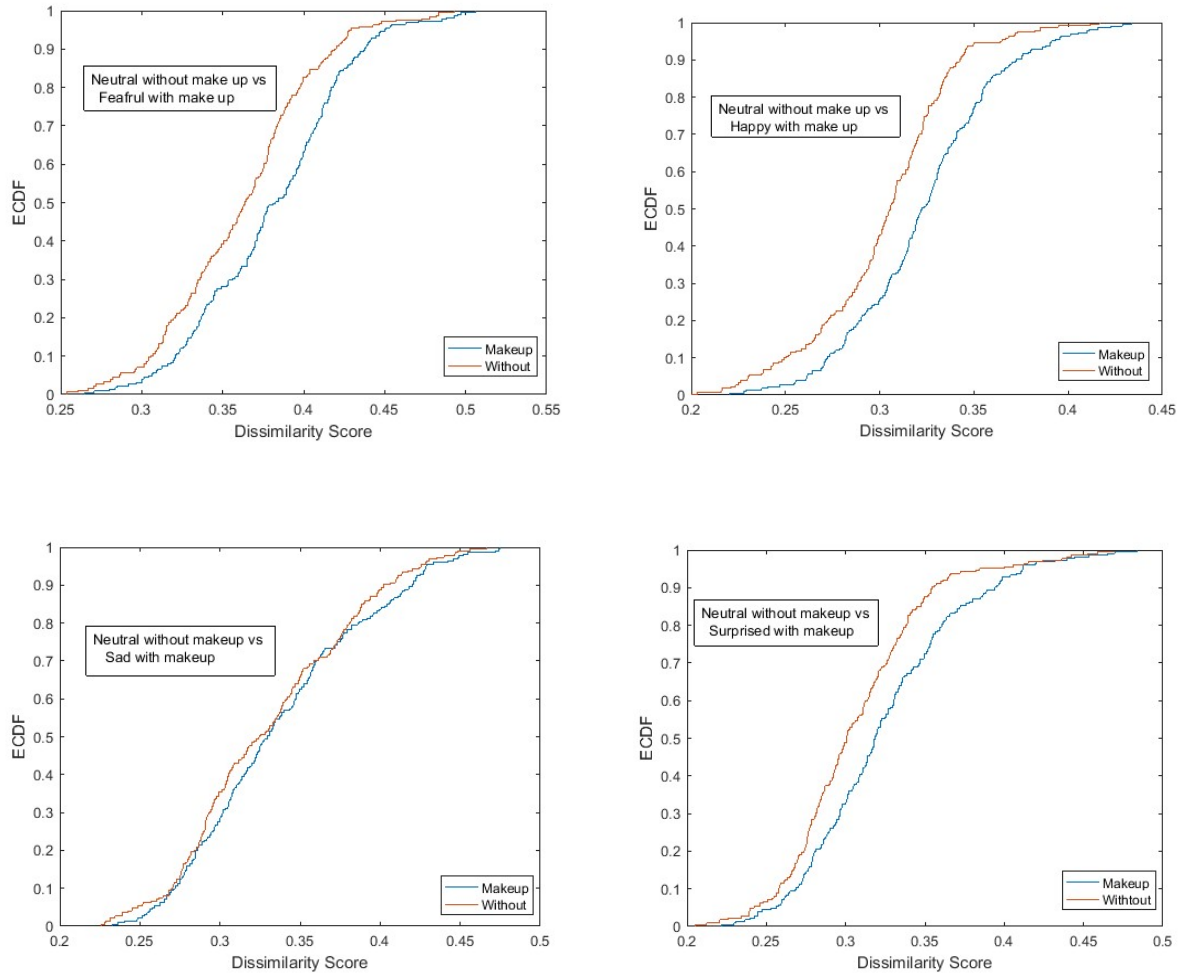 1
0.9
0.8
0.7
0.6
0.5
0.4
0.3
0.2
0.1
0
ECDF
Neutral without make up vs
Feafrul with make up
Makeup
Without
0.25 0.3 0.35 0.4 0.45 0.5 0.55
Dissimilarity Score
1
0.9
0.8
0.7
0.6
0.5
0.4
0.3
0.2
0.1
0
ECDF
Neutral without make up vs
Happy with make up
Makeup
Without
0.2 0.25 0.3 0.35 0.4 0.45
Dissimilarity Score
1
0.9
0.8
0.7
0.6
0.5
0.4
0.3
0.2
0.1
0
ECDF
Neutral without makeup vs
Sad with makeup
Makeup
Without
0.2 0.25 0.3 0.35 0.4 0.45 0.5
Dissimilarity Score
1
0.9
0.8
0.7
0.6
0.5
0.4
0.3
0.2
0.1
0
ECDF
Neutral without makeup vs
Surprised with makeup
Makeup
Withtout
0.2 0.25 0.3 0.35 0.4 0.45 0.5
Dissimilarity Score